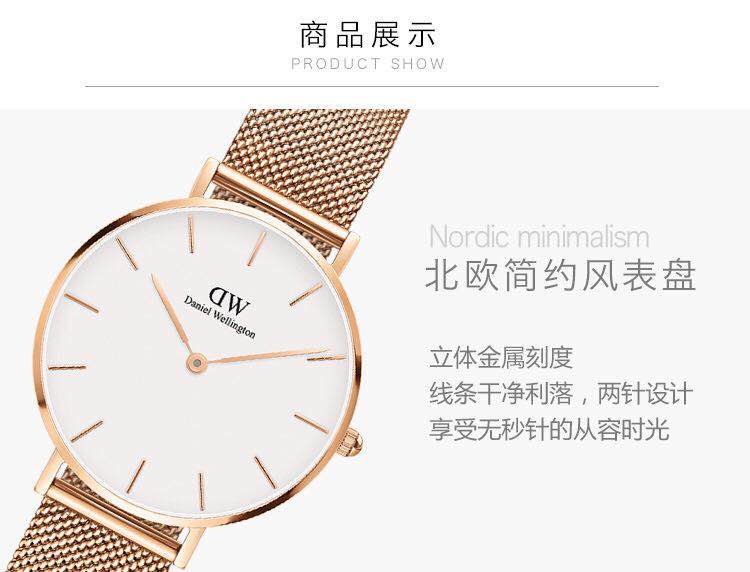 商品展示
PRODUCT SHOW
DW
Daniel Wellington
Nordic minimalism
北欧简约风表盘
立体金属刻度
线条干净利落，两针设计
享受无秒针的从容时光